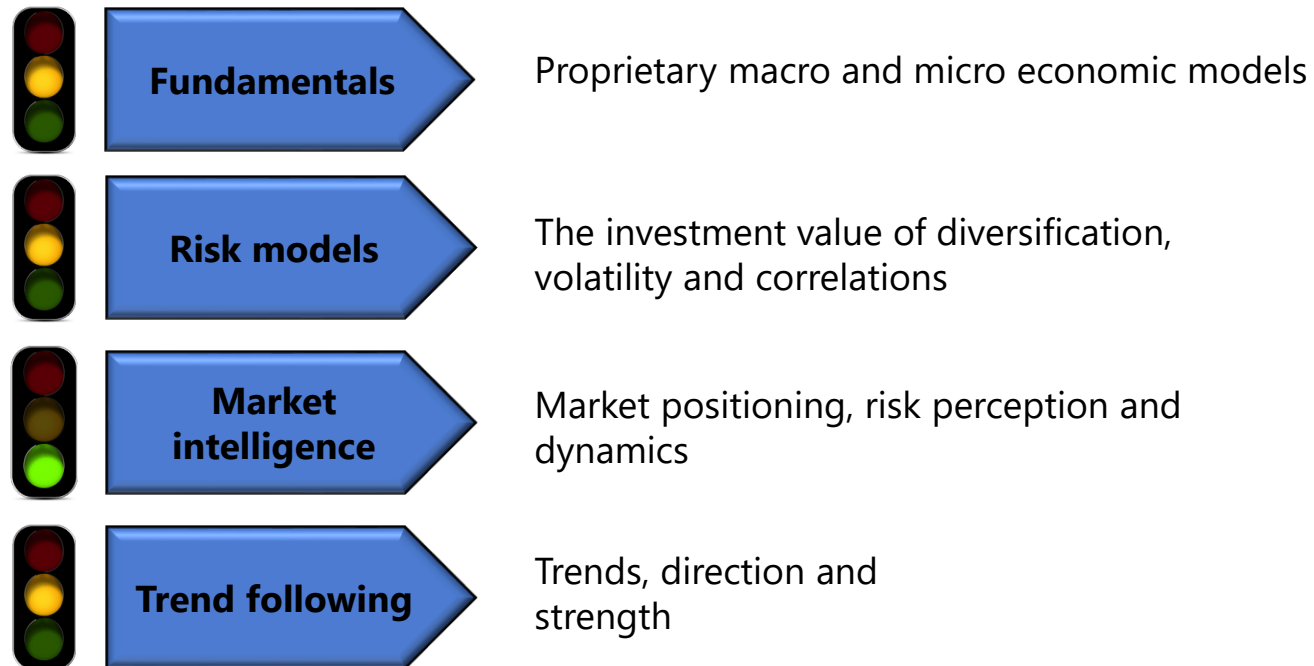 Fundamentals
Proprietary macro and micro economic models
Risk models
The investment value of diversification,
volatility and correlations
Market
intelligence
Market positioning, risk perception and
dynamics
Trend following
Trends, direction and
strength